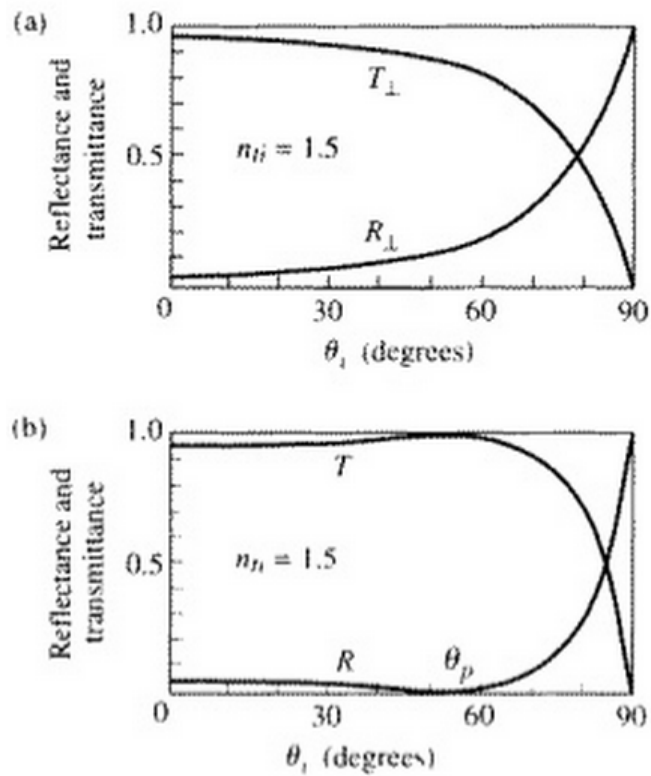 (a)
Reflectance and
transmittance
1.0
0.5
T⊥
n_ti = 1.5
R⊥
0 30 60 90
θ_i (degrees)
(b)
Reflectance and
transmittance
1.0
0.5
T
n_ti = 1.5
R θ_p
0 30 60 90
θ_i (degrees)